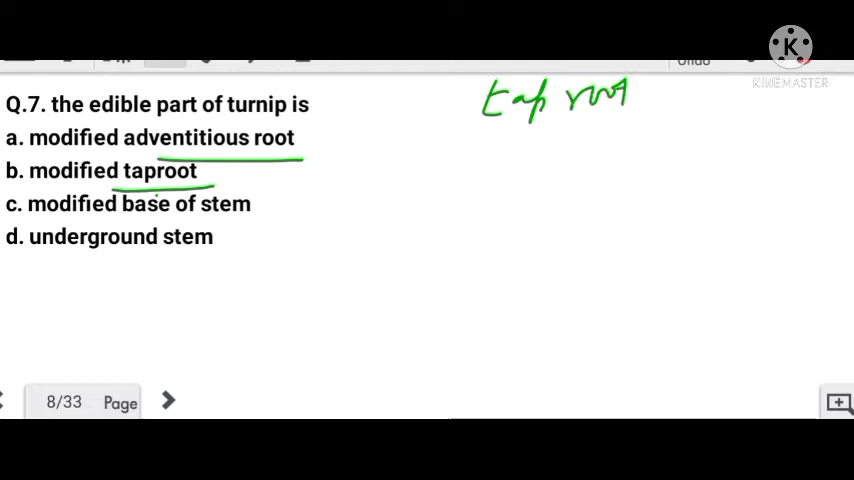 Undo
K
KINEMASTER
tap root
Q.7. the edible part of turnip is
a. modified adventitious root
b. modified taproot
c. modified base of stem
d. underground stem
8/33 Page